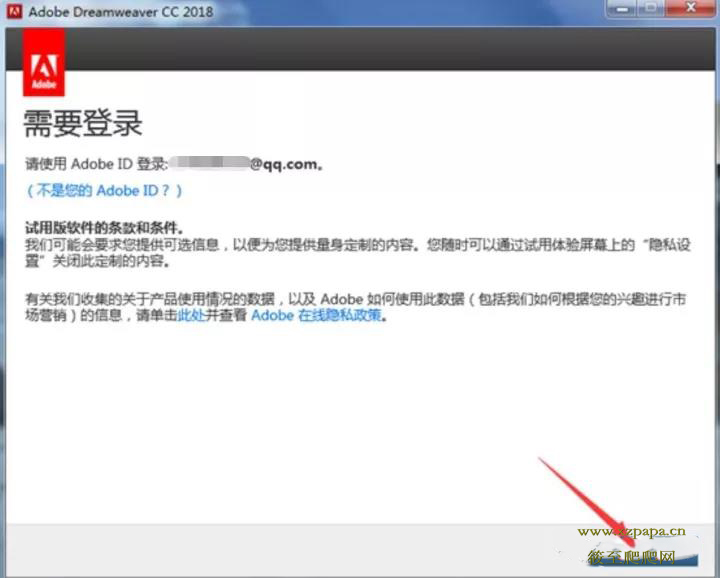 Adobe Dreamweaver CC 2018
Adobe
需要登录
请使用 Adobe ID 登录: @qq.com。
（不是您的 Adobe ID？）
试用版软件的条款和条件。
我们可能会要求您提供可选信息，以便为您提供量身定制的内容。您随时可以通过试用体验屏幕上的“隐私设
置”关闭此定制的内容。
有关我们收集的关于产品使用情况的数据，以及 Adobe 如何使用此数据（包括我们如何根据您的兴趣进行市
场营销）的信息，请单击此处并查看 Adobe 在线隐私政策。
www.zzpapa.cn
爬爬网